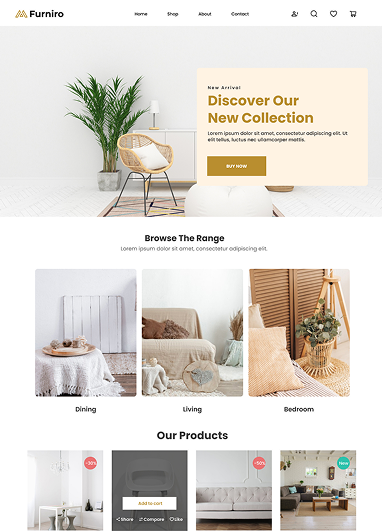 Furniro
Home Shop About Contact
New Arrival
Discover Our
New Collection
Lorem ipsum dolor sit amet, consectetur adipiscing elit. Ut
elit tellus, luctus nec ullamcorper mattis.
BUY NOW
Browse The Range
Lorem ipsum dolor sit amet, consectetur adipiscing elit.
Dining Living Bedroom
Our Products
-30% -50% New
Add to cart
Share Compare Like